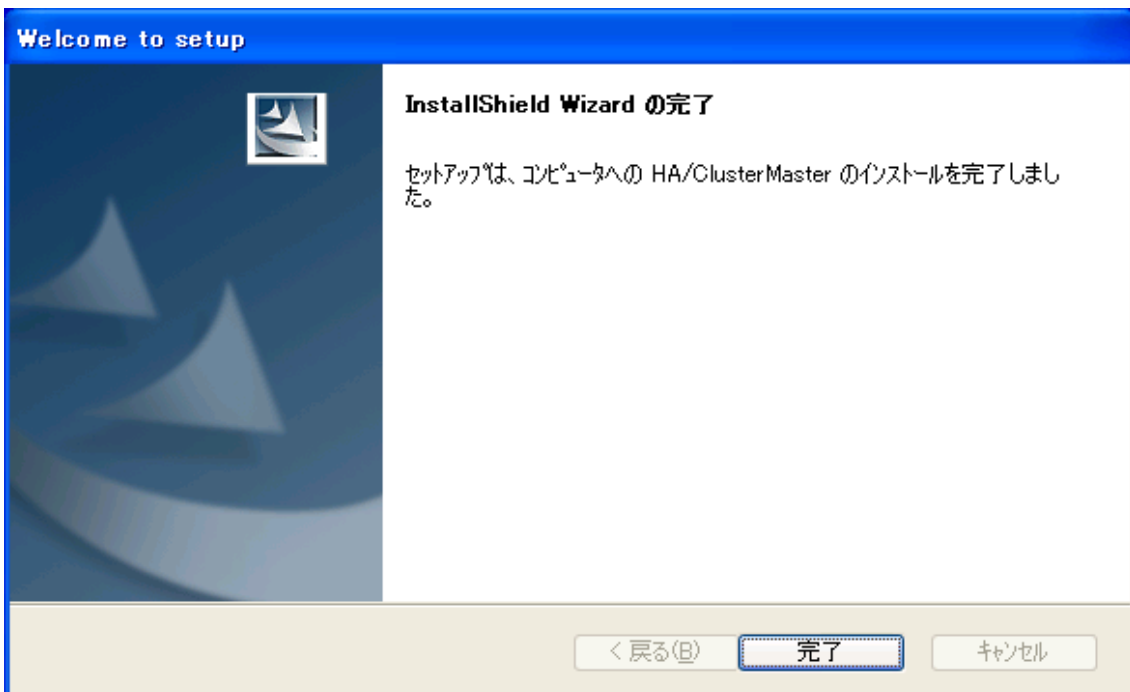 Welcome to setup
InstallShield Wizard の完了
セットアップは、コンピュータへの HA/ClusterMaster のインストールを完了しまし
た。
< 戻る(B)
完了
キャンセル